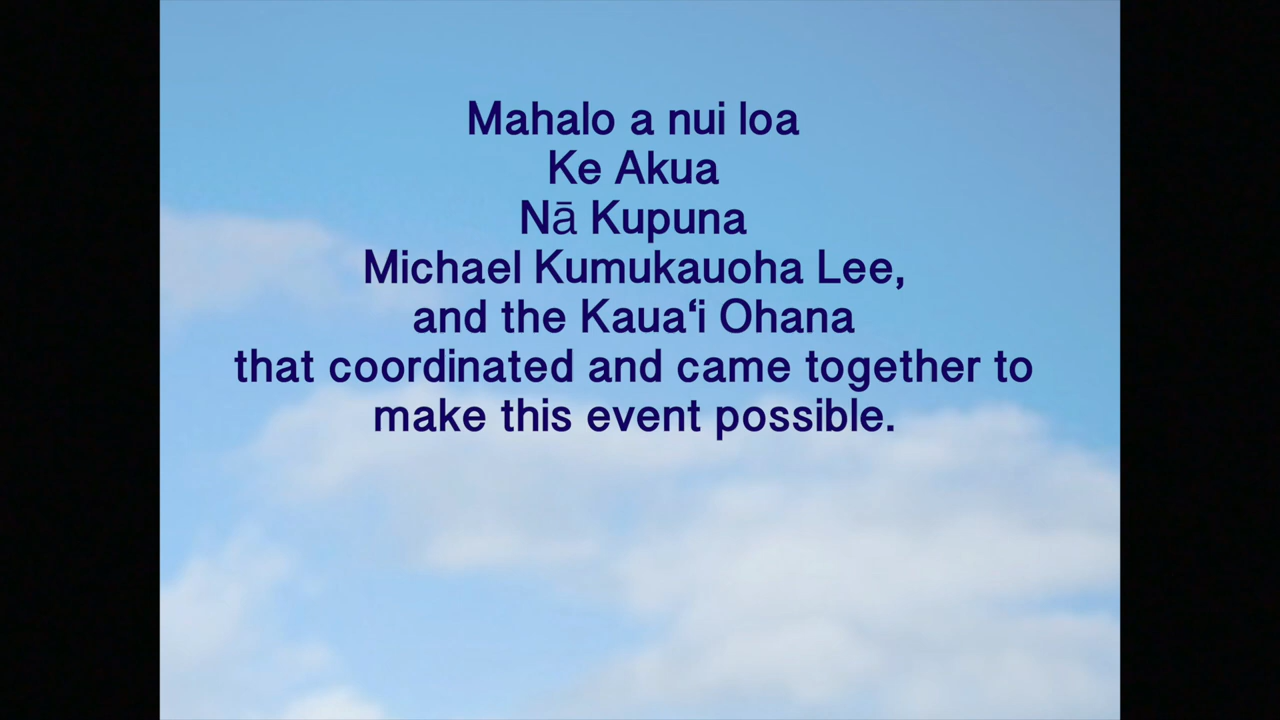 Mahalo a nui loa
Ke Akua
Nā Kupuna
Michael Kumukauoha Lee,
and the Kaua‘i Ohana
that coordinated and came together to
make this event possible.